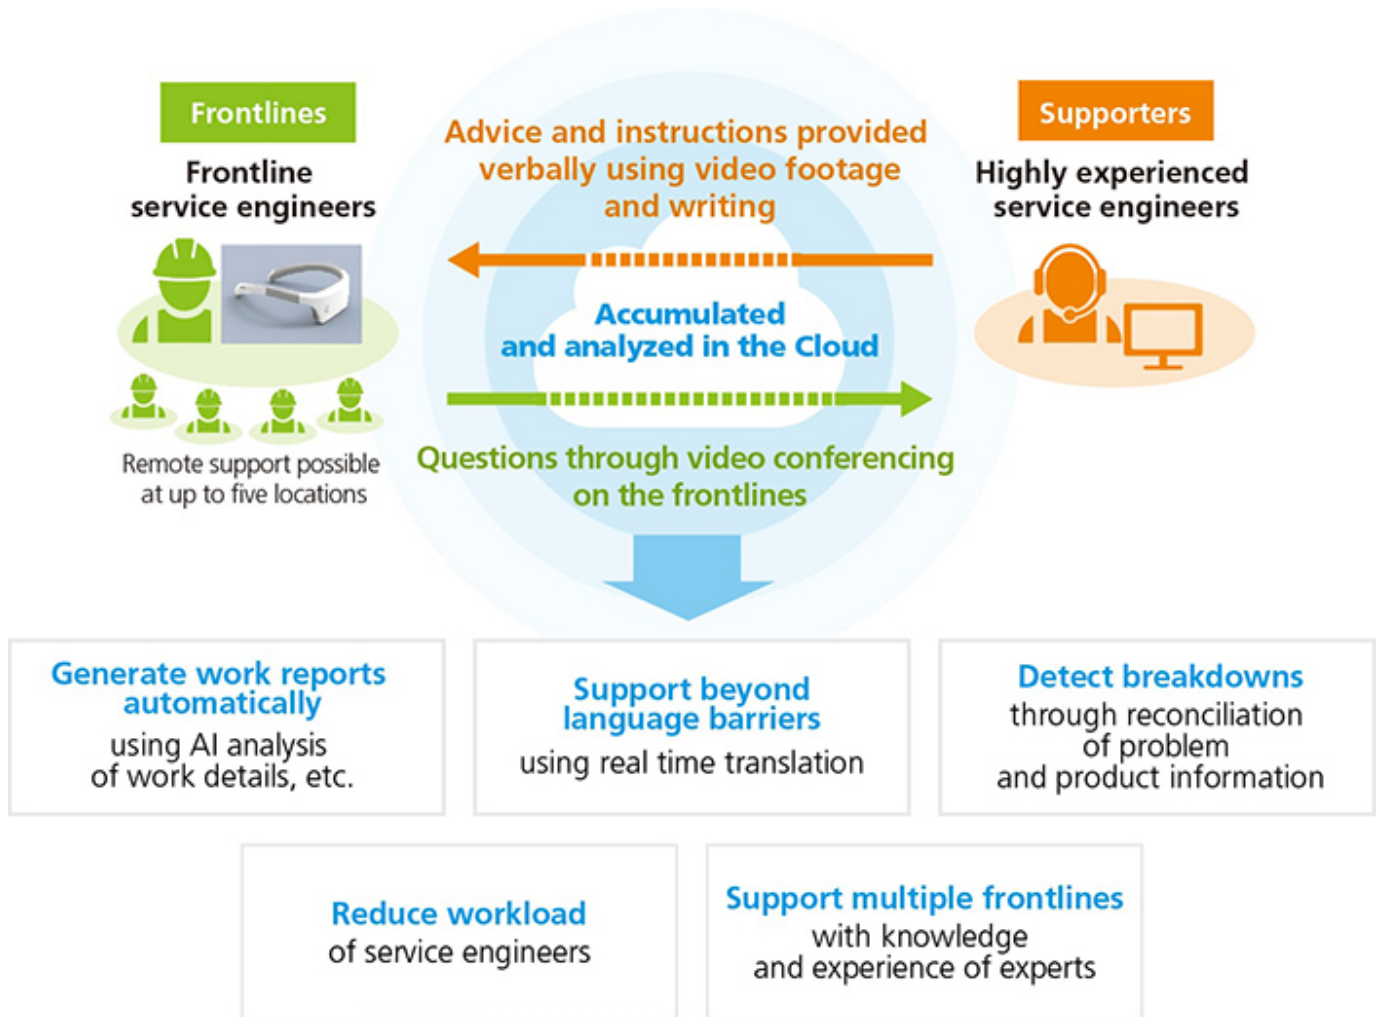 Frontlines
Frontline
service engineers
Remote support possible
at up to five locations
Advice and instructions provided
verbally using video footage
and writing
Accumulated
and analyzed in the Cloud
Questions through video conferencing
on the frontlines
Supporters
Highly experienced
service engineers
Generate work reports
automatically
using AI analysis
of work details, etc.
Support beyond
language barriers
using real time translation
Detect breakdowns
through reconciliation
of problem
and product information
Reduce workload
of service engineers
Support multiple frontlines
with knowledge
and experience of experts